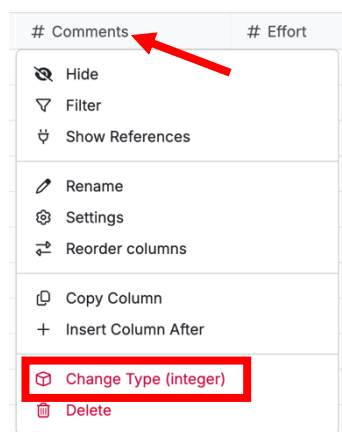 # Comments # Effort
Hide
Filter
Show References
Rename
Settings
Reorder columns
Copy Column
Insert Column After
Change Type (integer)
Delete